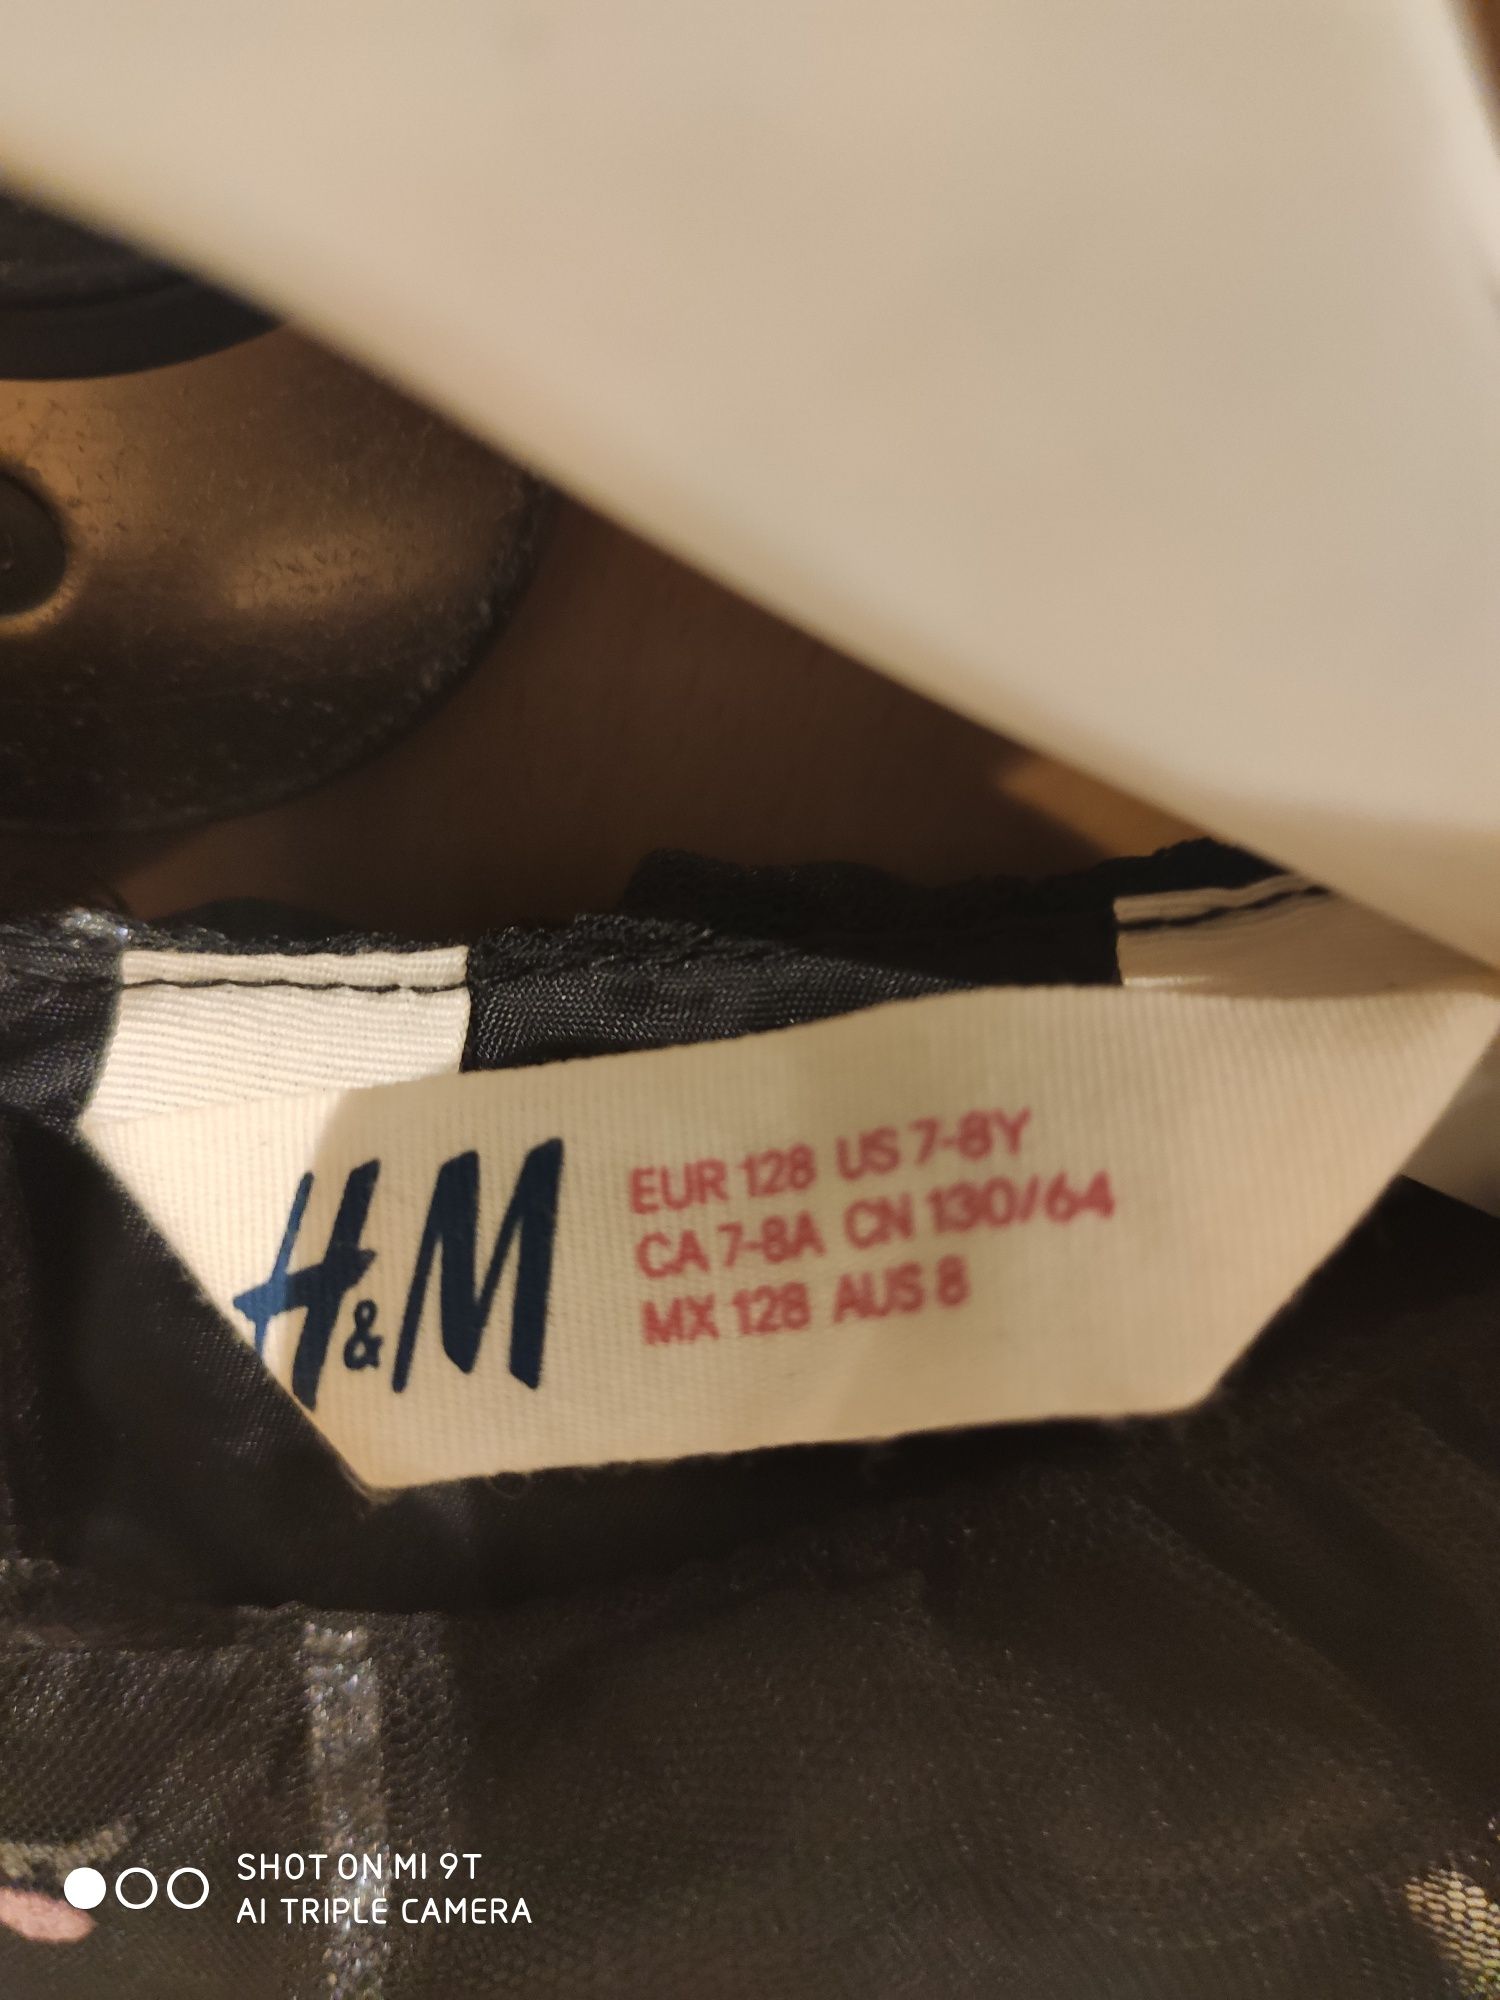 H&M
EUR 128 US 7-8Y
CA 7-8A CN 130/64
MX 128 AUS 8
SHOT ON MI 9T
AI TRIPLE CAMERA